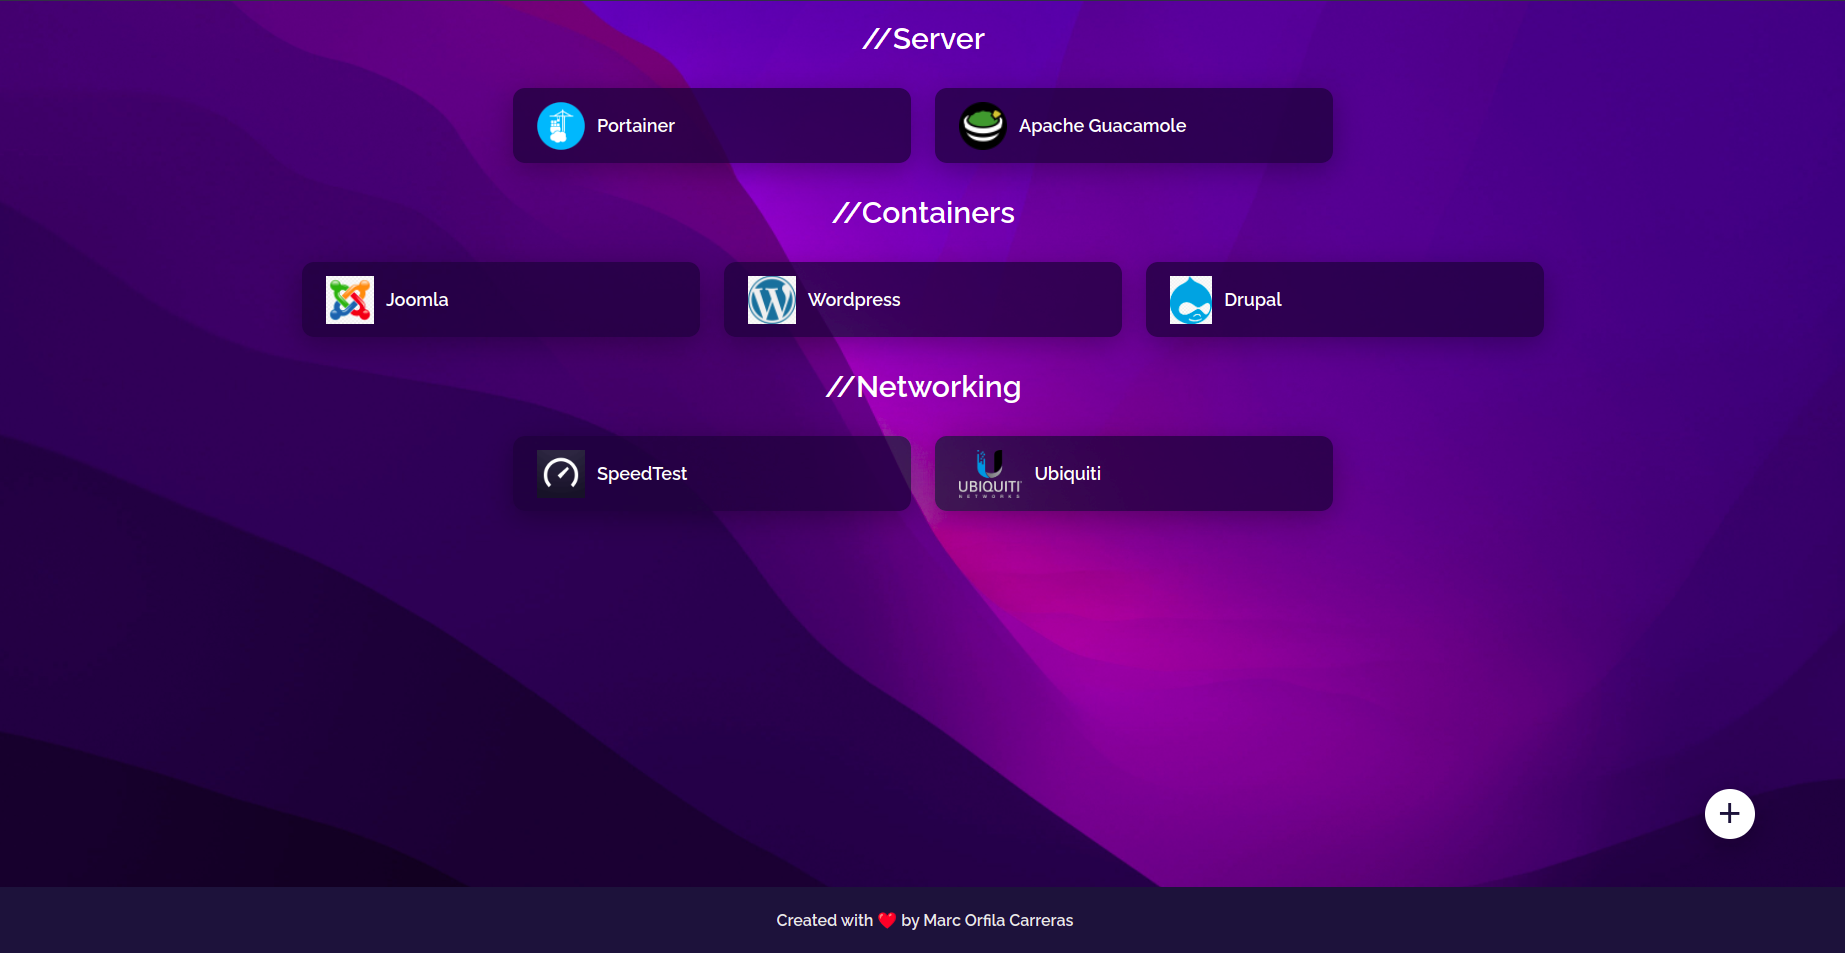 //Server
Portainer
Apache Guacamole
//Containers
Joomla
Wordpress
Drupal
//Networking
SpeedTest
UBIQUITI
NETWORKS
Ubiquiti
Created with ❤️ by Marc Orfila Carreras